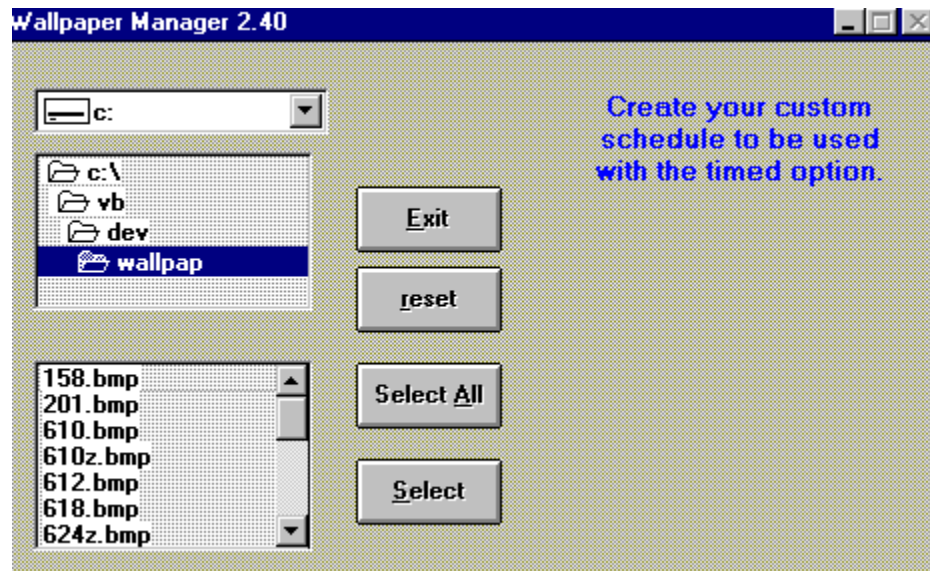 Wallpaper Manager 2.40
c:
c:\
vb
dev
wallpap
158.bmp
201.bmp
610.bmp
610z.bmp
612.bmp
618.bmp
624z.bmp
Exit
reset
Select All
Select
Create your custom
schedule to be used
with the timed option.